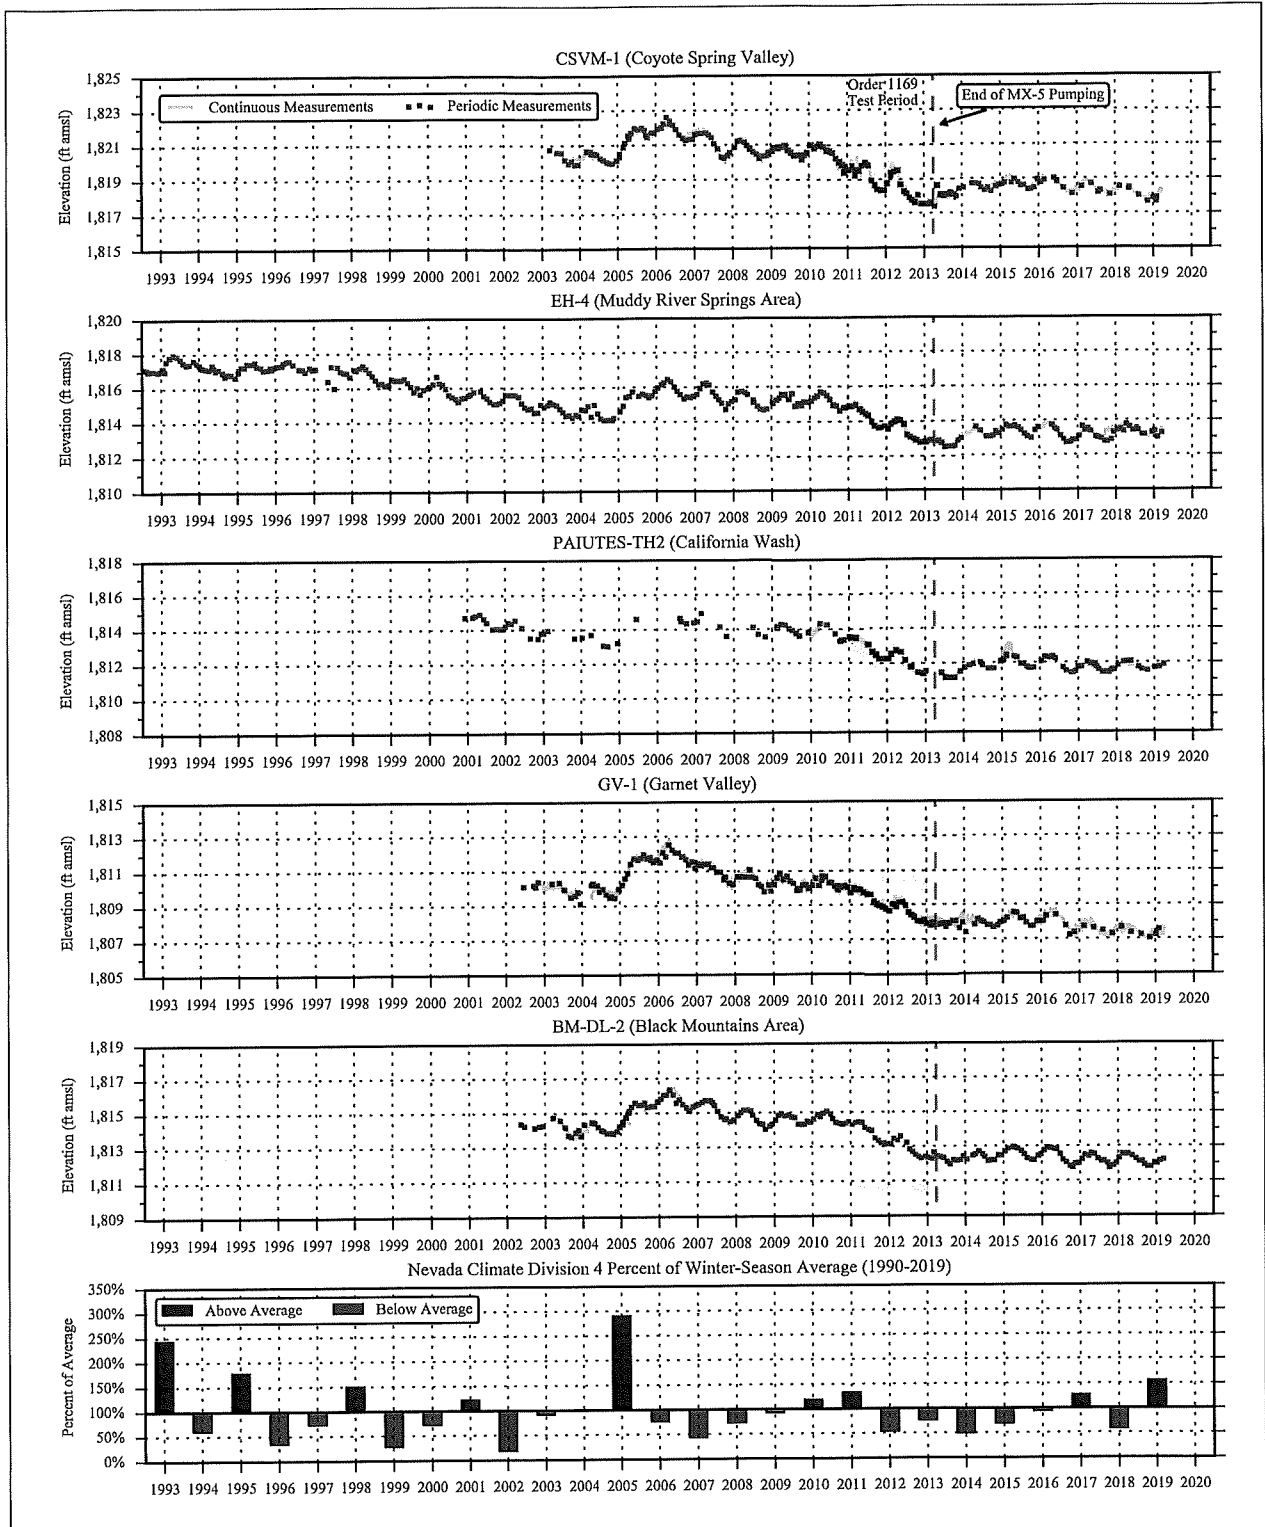 CSVM-1 (Coyote Spring Valley)
Elevation (ft amsl)
1,825
1,823
1,821
1,819
1,817
1,815
Continuous Measurements Periodic Measurements
Order 1169
Test Period
End of MX-5 Pumping
1993 1994 1995 1996 1997 1998 1999 2000 2001 2002 2003 2004 2005 2006 2007 2008 2009 2010 2011 2012 2013 2014 2015 2016 2017 2018 2019 2020
EH-4 (Muddy River Springs Area)
Elevation (ft amsl)
1,820
1,818
1,816
1,814
1,812
1,810
1993 1994 1995 1996 1997 1998 1999 2000 2001 2002 2003 2004 2005 2006 2007 2008 2009 2010 2011 2012 2013 2014 2015 2016 2017 2018 2019 2020
PAIUTES-TH2 (California Wash)
Elevation (ft amsl)
1,818
1,816
1,814
1,812
1,810
1,808
1993 1994 1995 1996 1997 1998 1999 2000 2001 2002 2003 2004 2005 2006 2007 2008 2009 2010 2011 2012 2013 2014 2015 2016 2017 2018 2019 2020
GV-1 (Garnet Valley)
Elevation (ft amsl)
1,815
1,813
1,811
1,809
1,807
1,805
1993 1994 1995 1996 1997 1998 1999 2000 2001 2002 2003 2004 2005 2006 2007 2008 2009 2010 2011 2012 2013 2014 2015 2016 2017 2018 2019 2020
BM-DL-2 (Black Mountains Area)
Elevation (ft amsl)
1,819
1,817
1,815
1,813
1,811
1,809
1993 1994 1995 1996 1997 1998 1999 2000 2001 2002 2003 2004 2005 2006 2007 2008 2009 2010 2011 2012 2013 2014 2015 2016 2017 2018 2019 2020
Nevada Climate Division 4 Percent of Winter-Season Average (1990-2019)
Percent of Average
350%
300%
250%
200%
150%
100%
50%
0%
Above Average Below Average
1993 1994 1995 1996 1997 1998 1999 2000 2001 2002 2003 2004 2005 2006 2007 2008 2009 2010 2011 2012 2013 2014 2015 2016 2017 2018 2019 2020